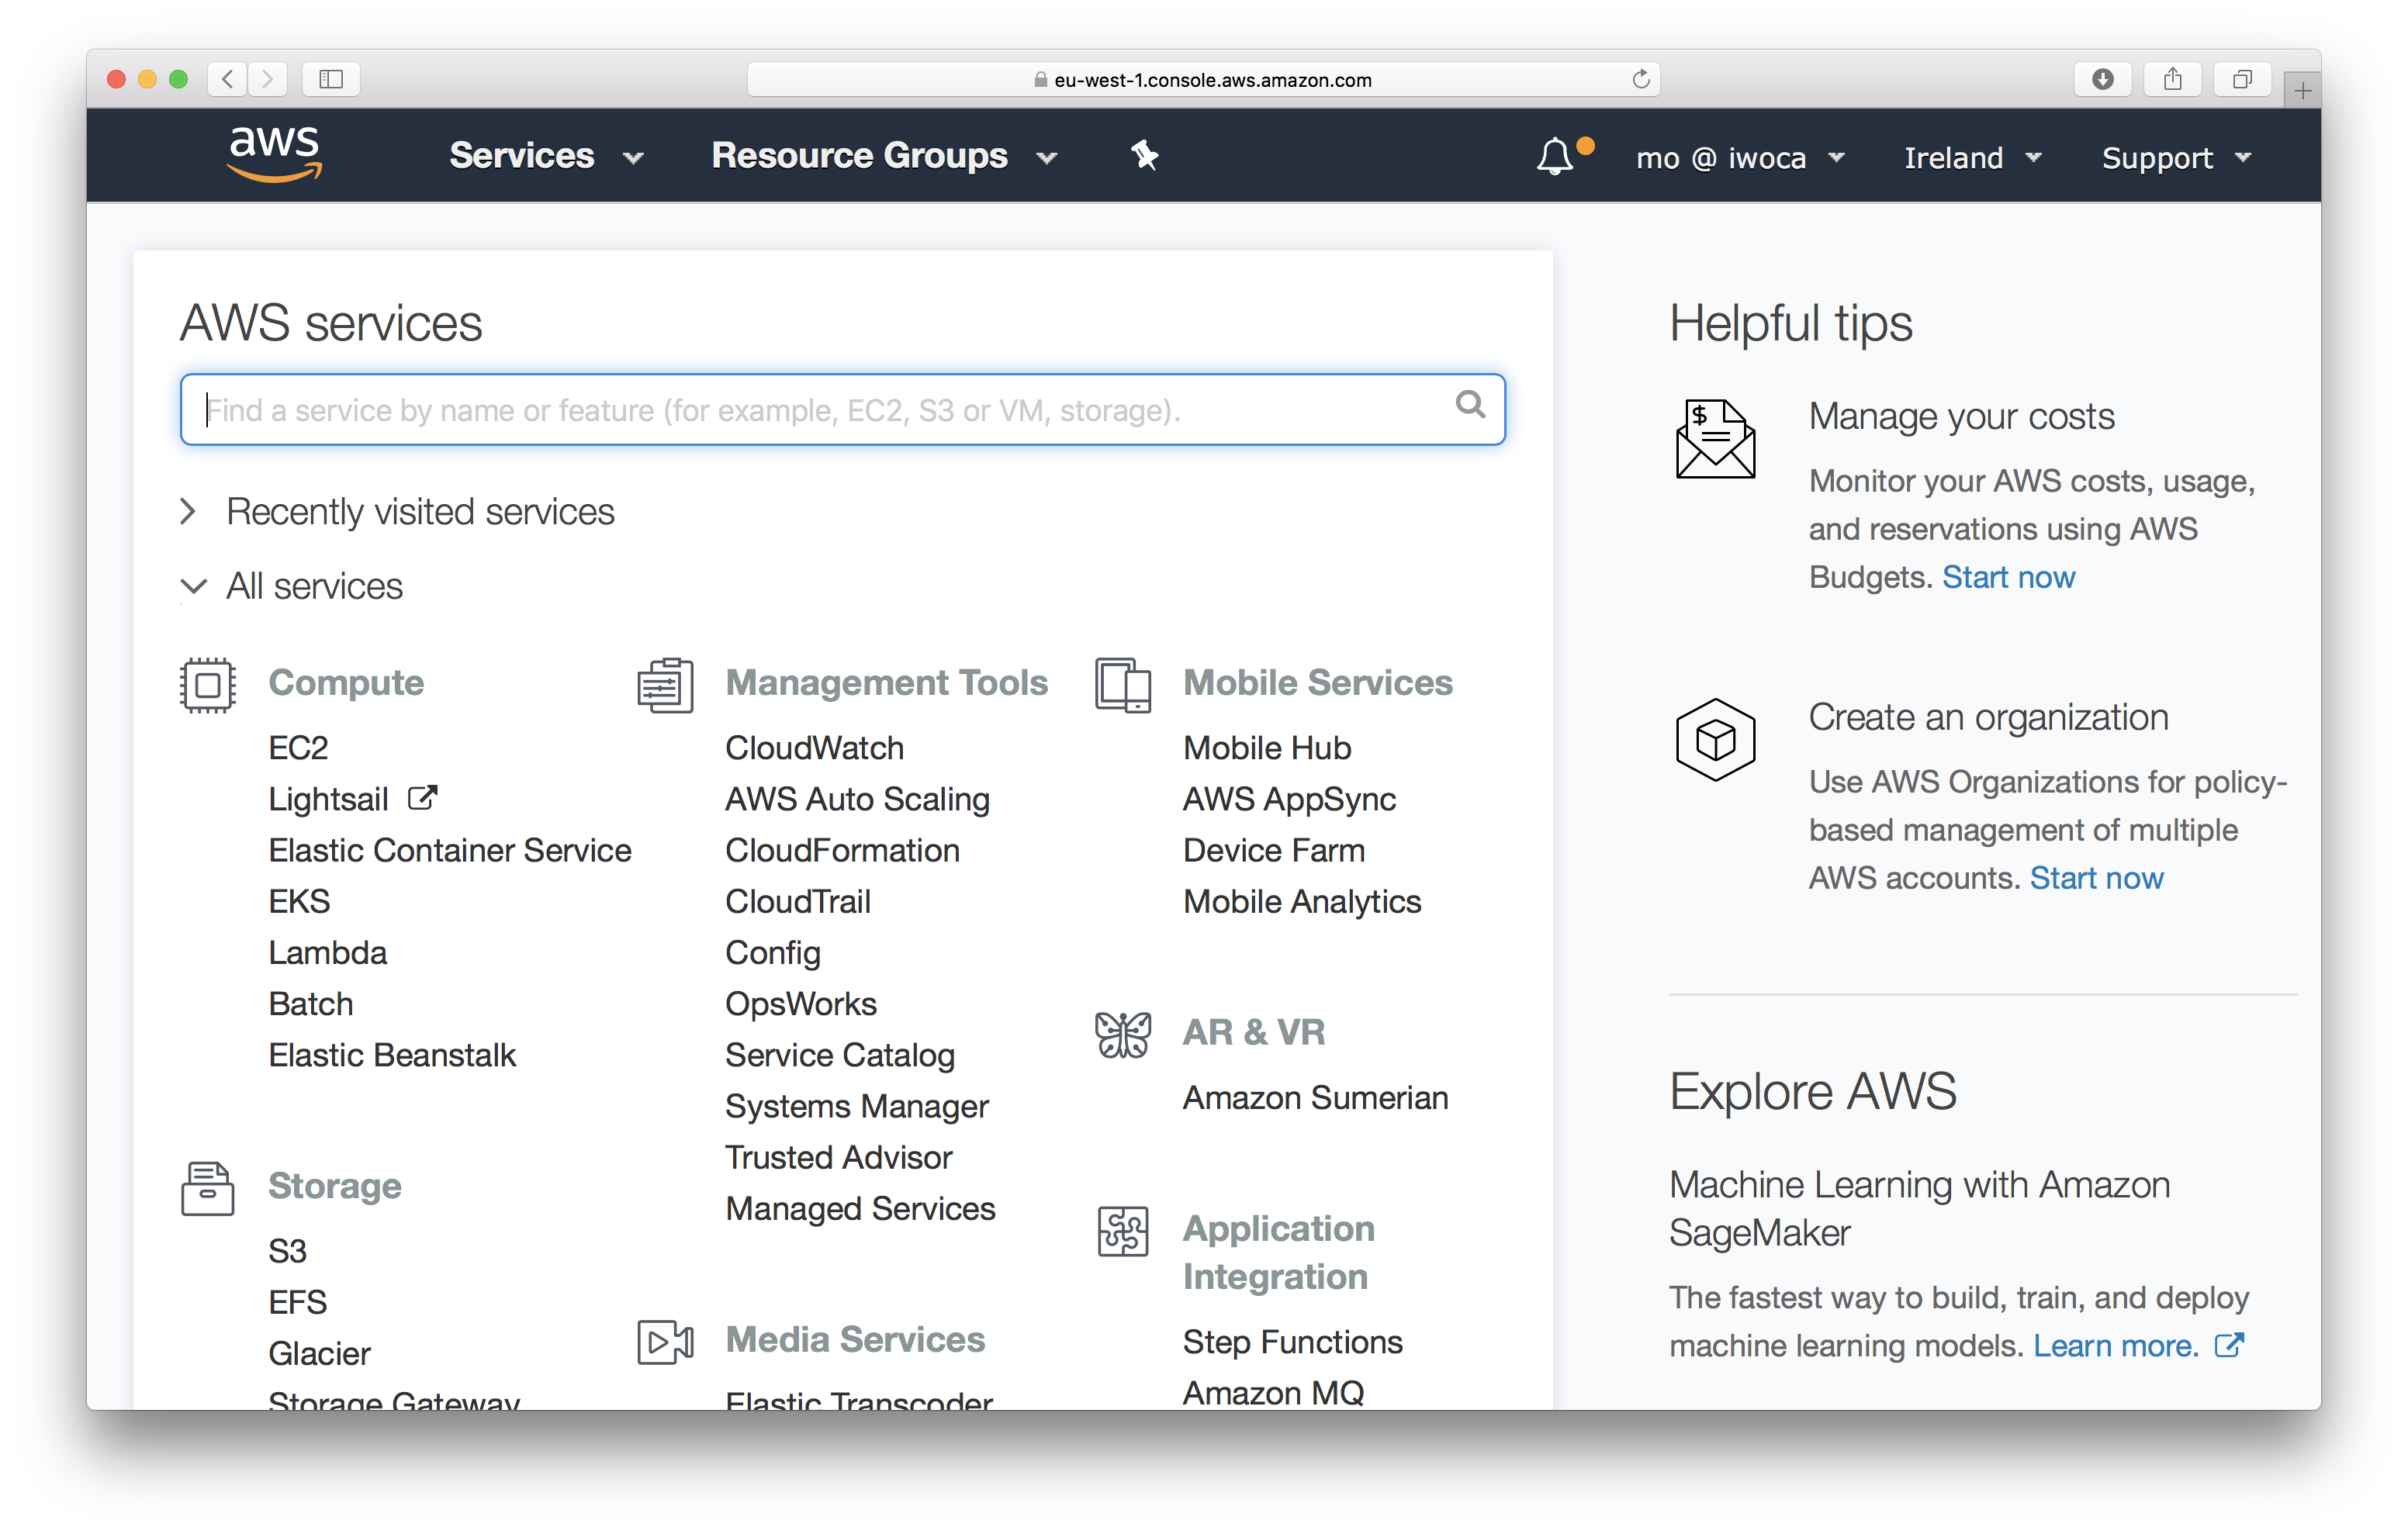 eu-west-1.console.aws.amazon.com
aws
Services
Resource Groups
mo @ iwoca
Ireland
Support
AWS services
Find a service by name or feature (for example, EC2, S3 or VM, storage).
Recently visited services
All services
Compute
EC2
Lightsail
Elastic Container Service
EKS
Lambda
Batch
Elastic Beanstalk
Storage
S3
EFS
Glacier
Storage Gateway
Management Tools
CloudWatch
AWS Auto Scaling
CloudFormation
CloudTrail
Config
OpsWorks
Service Catalog
Systems Manager
Trusted Advisor
Managed Services
Media Services
Elastic Transcoder
Mobile Services
Mobile Hub
AWS AppSync
Device Farm
Mobile Analytics
AR & VR
Amazon Sumerian
Application
Integration
Step Functions
Amazon MQ
Helpful tips
$
Manage your costs
Monitor your AWS costs, usage,
and reservations using AWS
Budgets. Start now
Create an organization
Use AWS Organizations for policy-
based management of multiple
AWS accounts. Start now
Explore AWS
Machine Learning with Amazon
SageMaker
The fastest way to build, train, and deploy
machine learning models. Learn more.